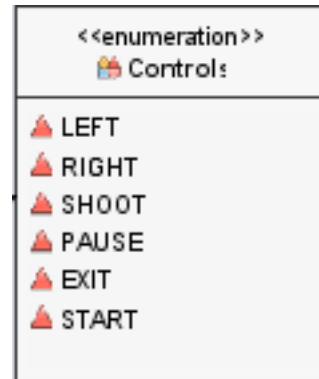 <<enumeration>>
Controls
LEFT
RIGHT
SHOOT
PAUSE
EXIT
START